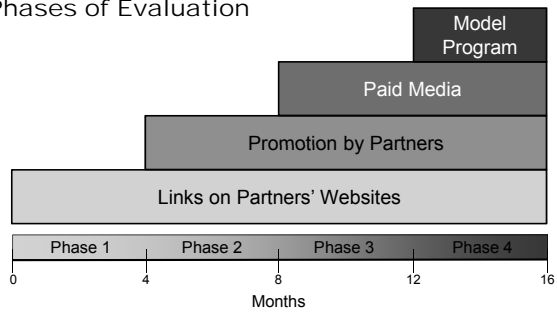 Phases of Evaluation
Model
Program
Paid Media
Promotion by Partners
Links on Partners' Websites
Phase 1 Phase 2 Phase 3 Phase 4
0 4 8 12 16
Months